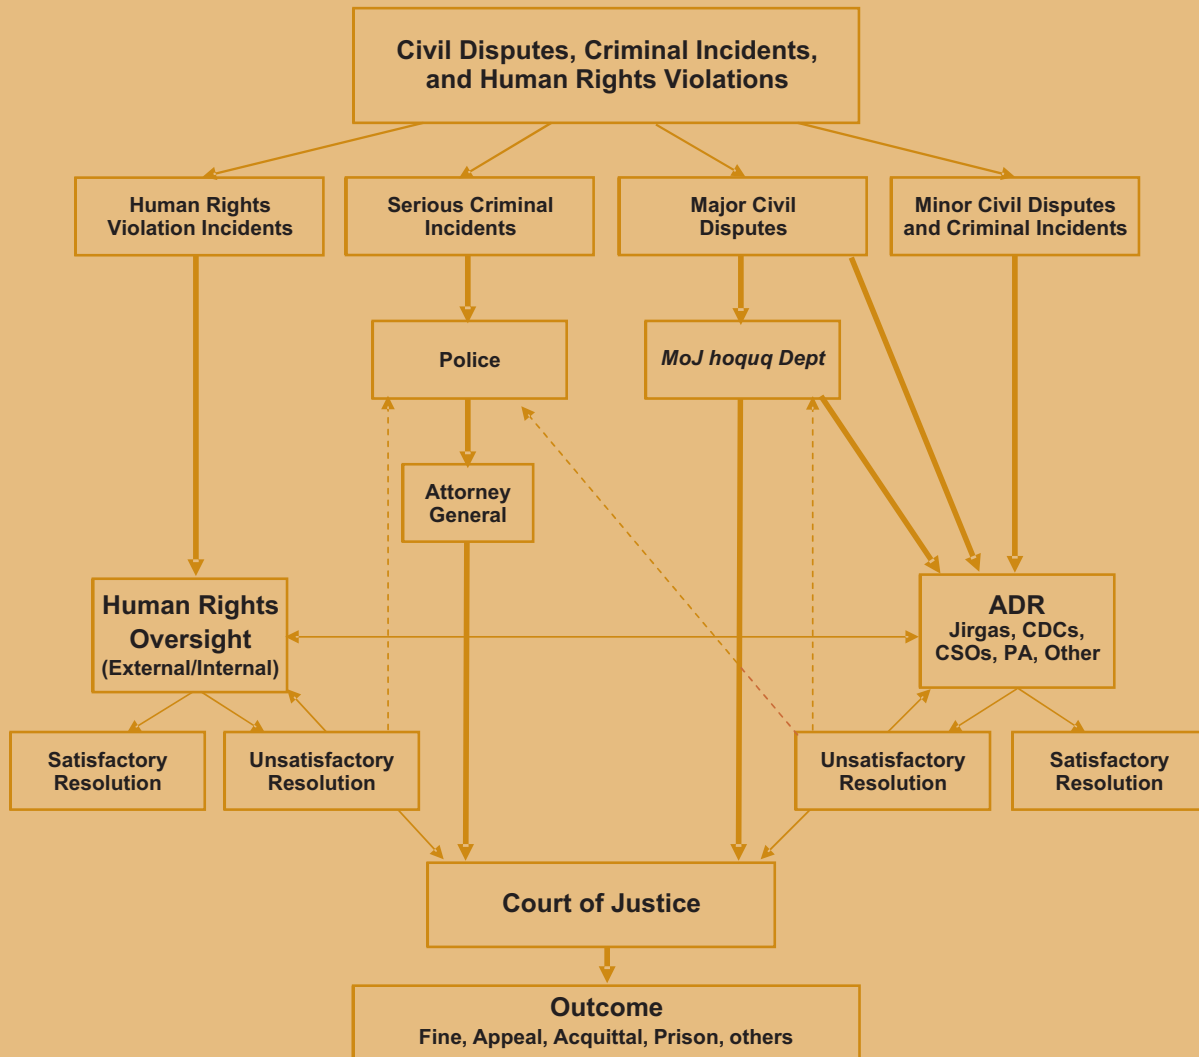 Civil Disputes, Criminal Incidents,
and Human Rights Violations
Human Rights
Violation Incidents
Serious Criminal
Incidents
Major Civil
Disputes
Minor Civil Disputes
and Criminal Incidents
Police
MoJ hoquq Dept
Attorney
General
Human Rights
Oversight
(External/Internal)
ADR
Jirgas, CDCs,
CSOs, PA, Other
Satisfactory
Resolution
Unsatisfactory
Resolution
Unsatisfactory
Resolution
Satisfactory
Resolution
Court of Justice
Outcome
Fine, Appeal, Acquittal, Prison, others